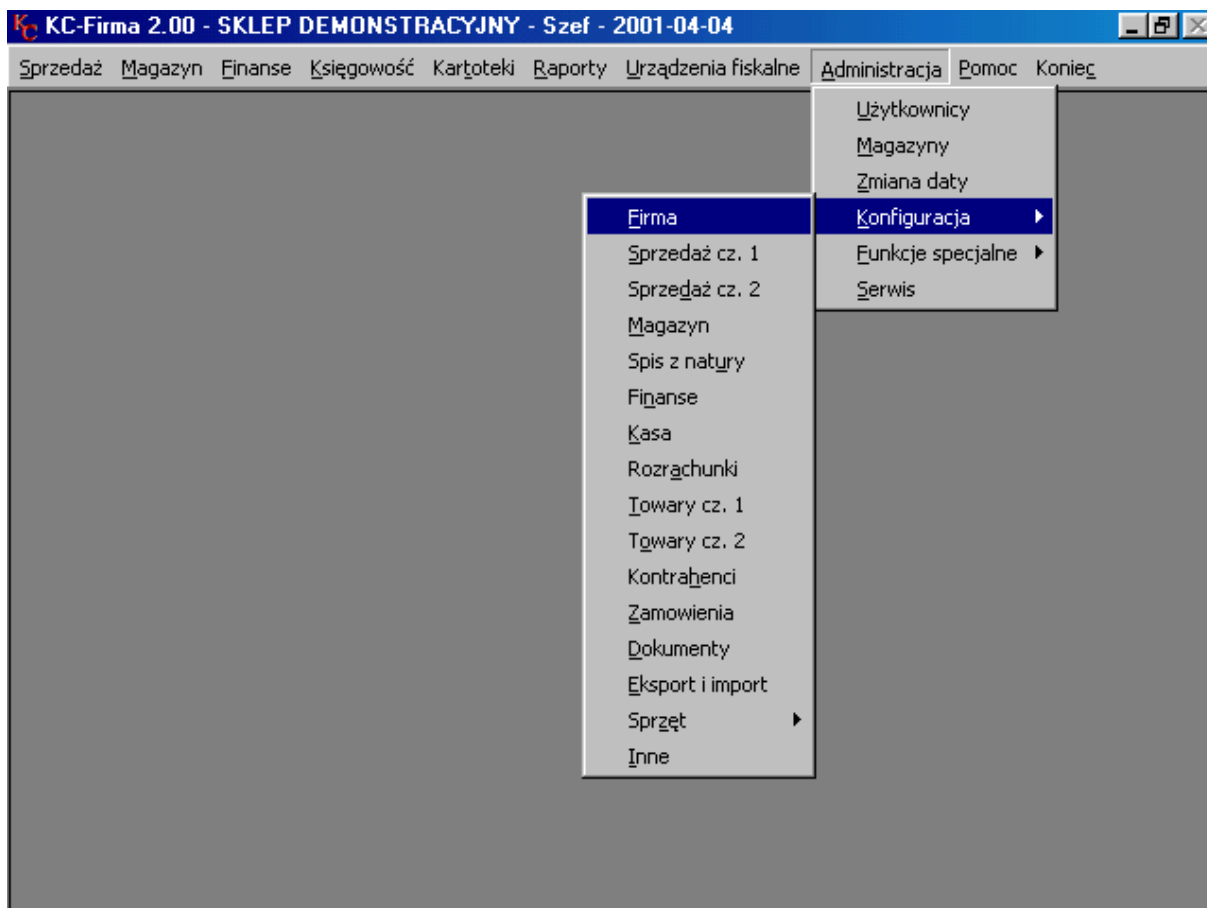 KC KC-Firma 2.00 - SKLEP DEMONSTRACYJNY - Szef - 2001-04-04
Sprzedaż Magazyn Finanse Księgowość Kartoteki Raporty Urządzenia fiskalne Administracja Pomoc Koniec
Użytkownicy
Magazyny
Zmiana daty
Konfiguracja
Funkcje specjalne
Serwis
Firma
Sprzedaż cz. 1
Sprzedaż cz. 2
Magazyn
Spis z natury
Finanse
Kasa
Rozrachunki
Towary cz. 1
Towary cz. 2
Kontrahenci
Zamowienia
Dokumenty
Eksport i import
Sprzęt
Inne